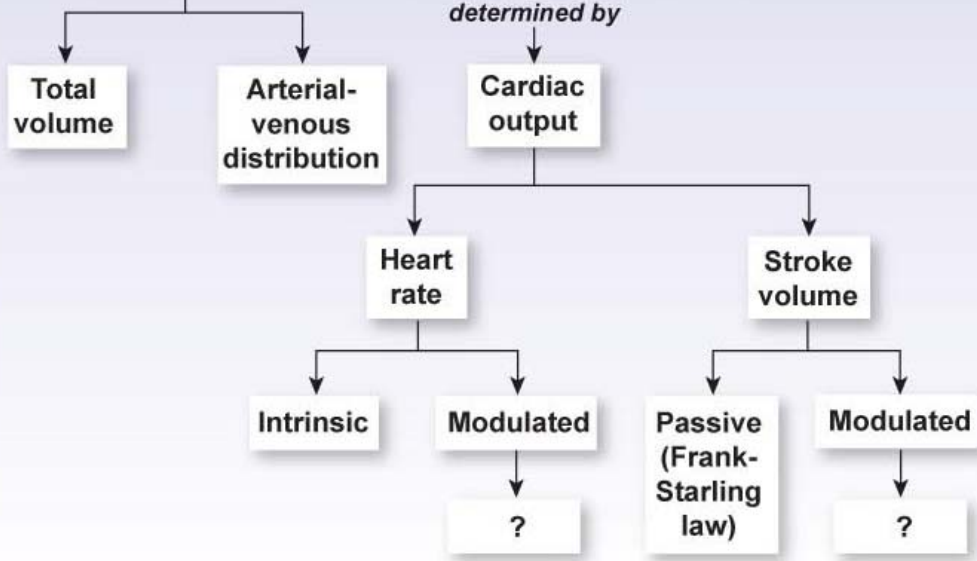 determined by
Total
volume
Arterial-
venous
distribution
Cardiac
output
Heart
rate
Stroke
volume
Intrinsic
Modulated
Passive
(Frank-
Starling
law)
Modulated
?
?